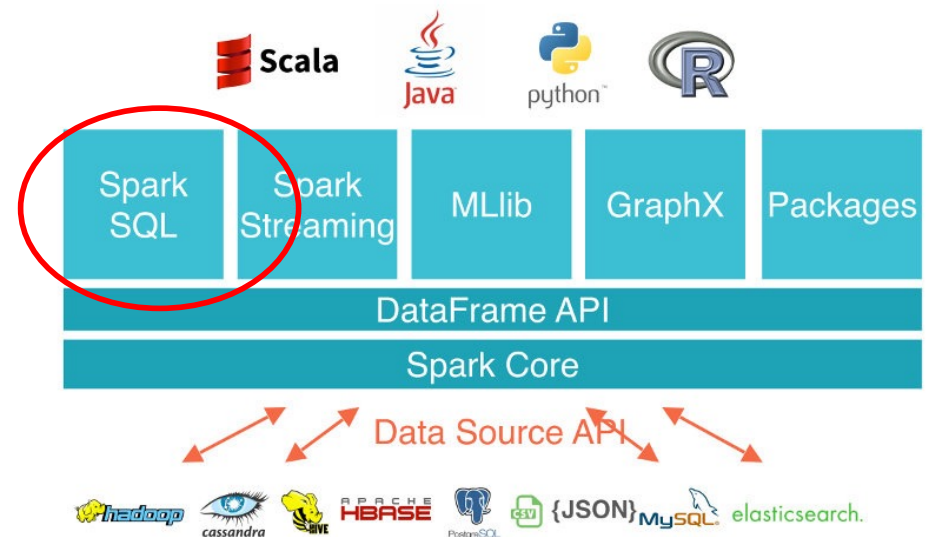 Scala
Java
python™
R
Spark
SQL
Spark
Streaming
MLlib
GraphX
Packages
DataFrame API
Spark Core
Data Source API
hadoop
cassandra
HIVE
APACHE
HBASE
PostgreSQL
CSV
{JSON}
MySQL
elasticsearch.